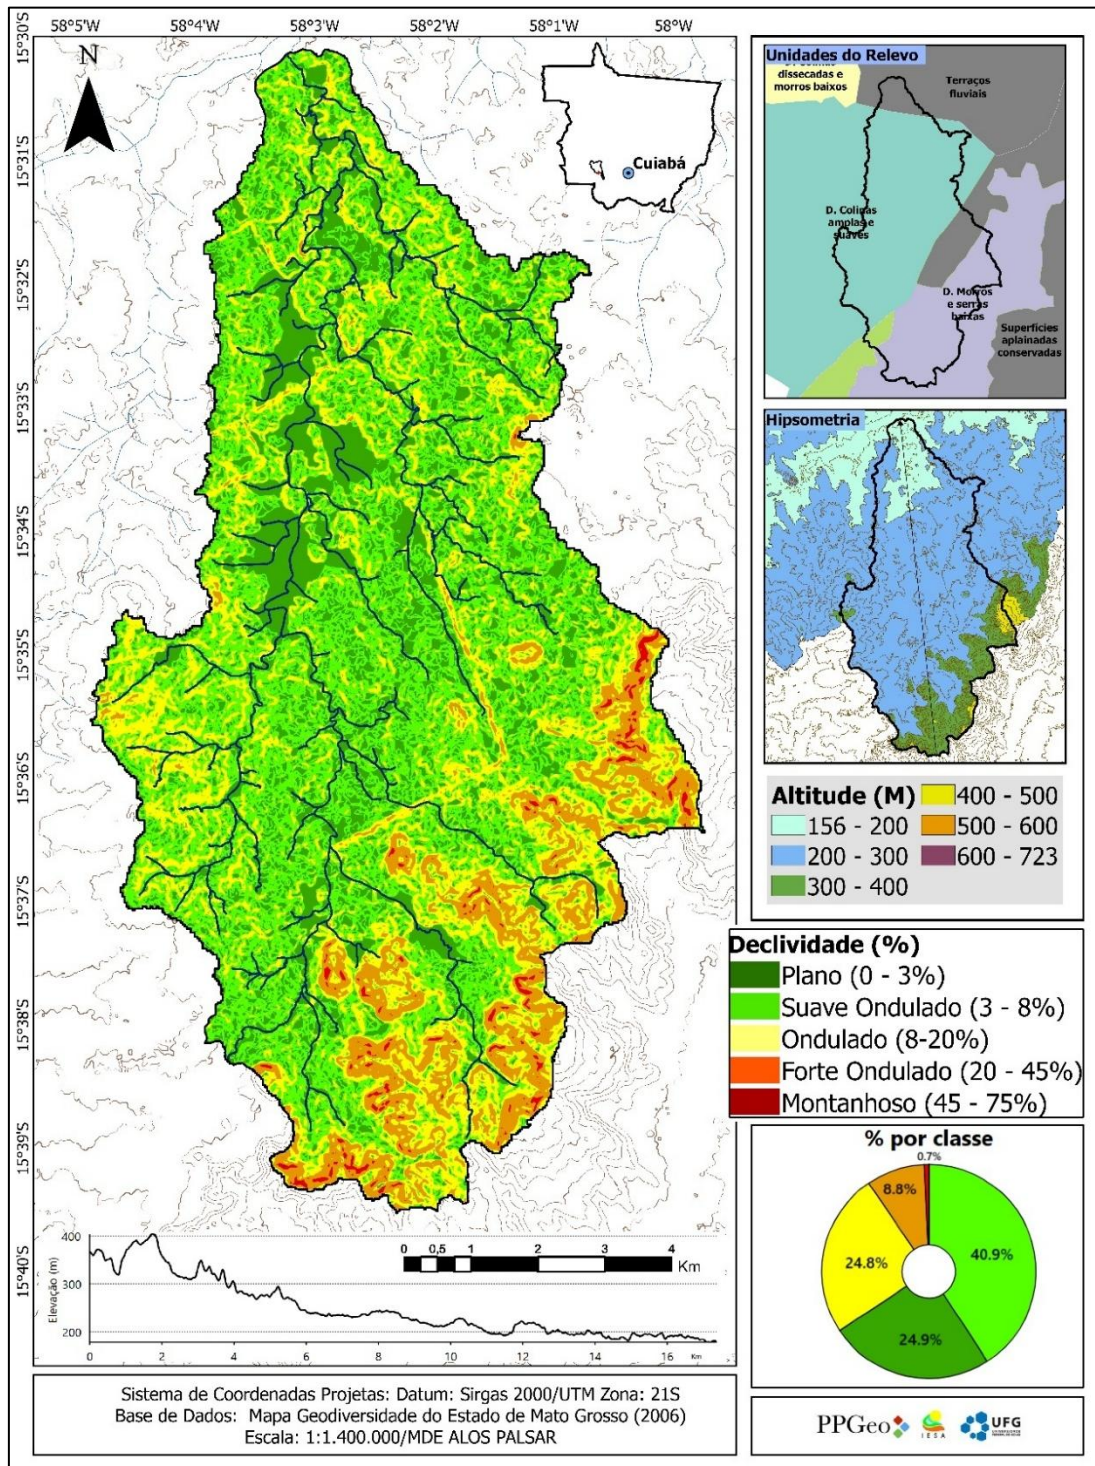 58°5'W 58°4'W 58°3'W 58°2'W 58°1'W 58°W
15°30'S
15°31'S
15°32'S
15°33'S
15°34'S
15°35'S
15°36'S
15°37'S
15°38'S
15°39'S
15°40'S
N
Cuiabá
400
300
200
Elevação (m)
0 2 4 6 8 10 12 14 16 Km
0 0,5 1 2 3 4
Km
Unidades do Relevo
dissecadas e
morros baixos
Terraços
fluviais
D. Colinas
amplas e
suaves
D. Morros
e serras
baixas
Superfícies
aplainadas
conservadas
Hipsometria
Altitude (M)
156 - 200
200 - 300
300 - 400
400 - 500
500 - 600
600 - 723
Declividade (%)
Plano (0 - 3%)
Suave Ondulado (3 - 8%)
Ondulado (8-20%)
Forte Ondulado (20 - 45%)
Montanhoso (45 - 75%)
% por classe
0.7%
8.8%
40.9%
24.8%
24.9%
Sistema de Coordenadas Projetas: Datum: Sirgas 2000/UTM Zona: 21S
Base de Dados: Mapa Geodiversidade do Estado de Mato Grosso (2006)
Escala: 1:1.400.000/MDE ALOS PALSAR
PPGeo
IESA
UFG